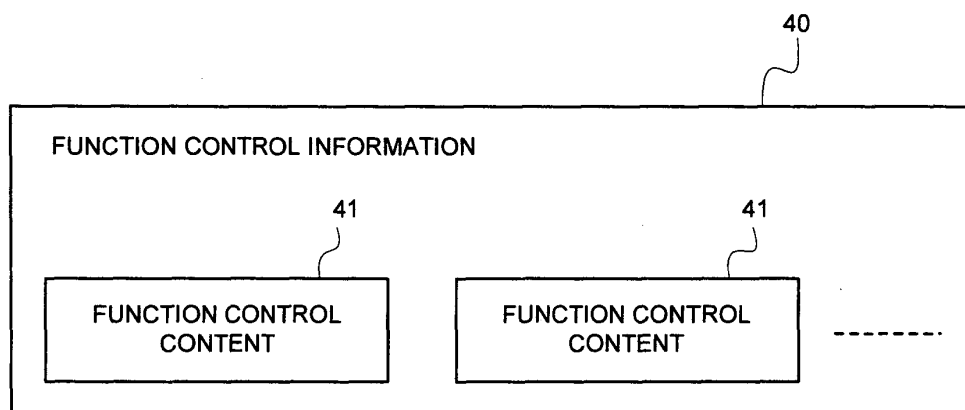 40
FUNCTION CONTROL INFORMATION
41
41
FUNCTION CONTROL
CONTENT
FUNCTION CONTROL
CONTENT